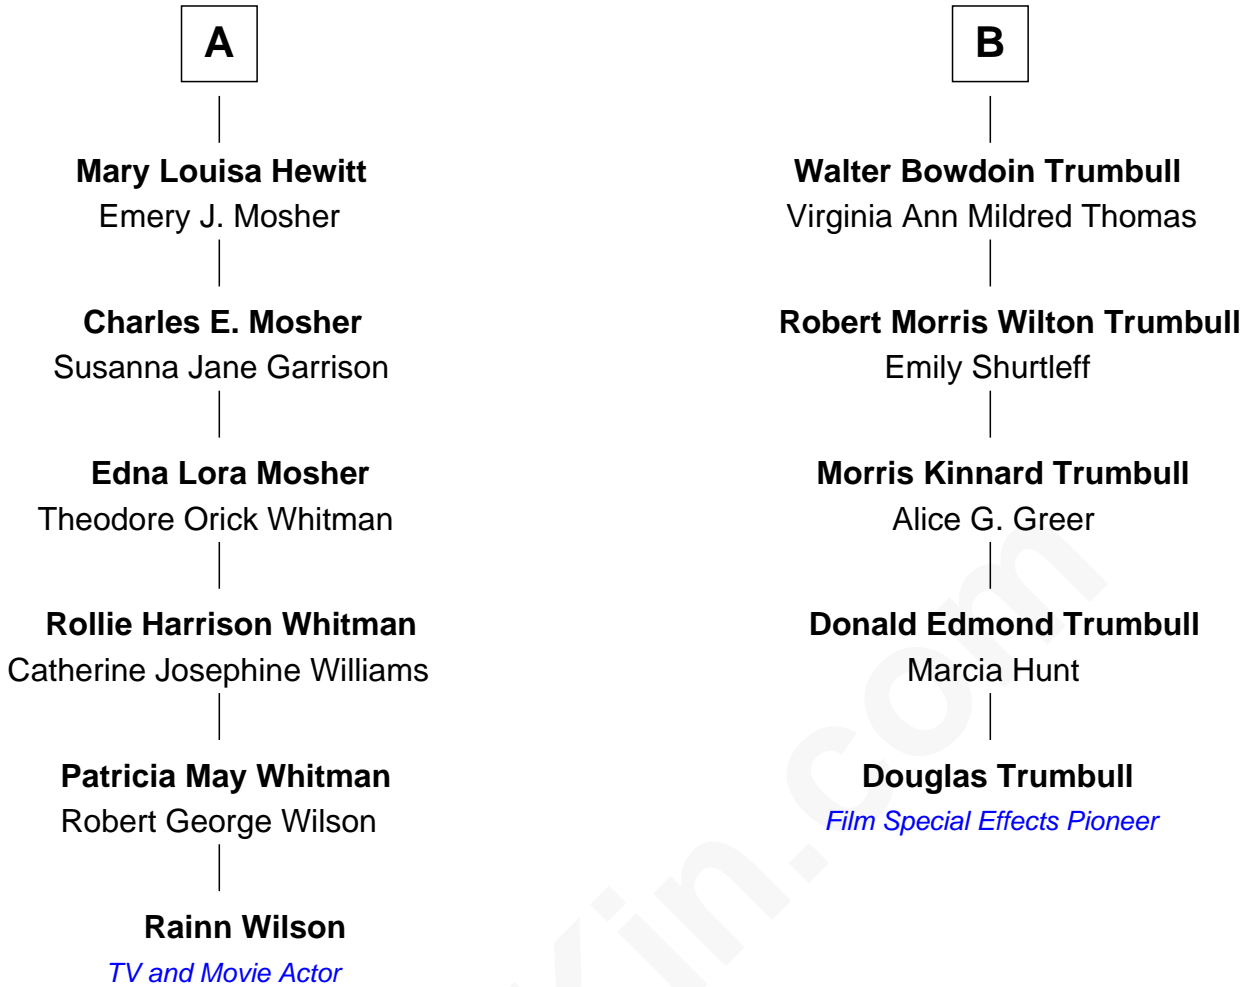 A
Mary Louisa Hewitt
Emery J. Mosher
Charles E. Mosher
Susanna Jane Garrison
Edna Lora Mosher
Theodore Orick Whitman
Rollie Harrison Whitman
Catherine Josephine Williams
Patricia May Whitman
Robert George Wilson
Rainn Wilson
TV and Movie Actor
B
Walter Bowdoin Trumbull
Virginia Ann Mildred Thomas
Robert Morris Wilton Trumbull
Emily Shurtleff
Morris Kinnard Trumbull
Alice G. Greer
Donald Edmond Trumbull
Marcia Hunt
Douglas Trumbull
Film Special Effects Pioneer
Kin.com